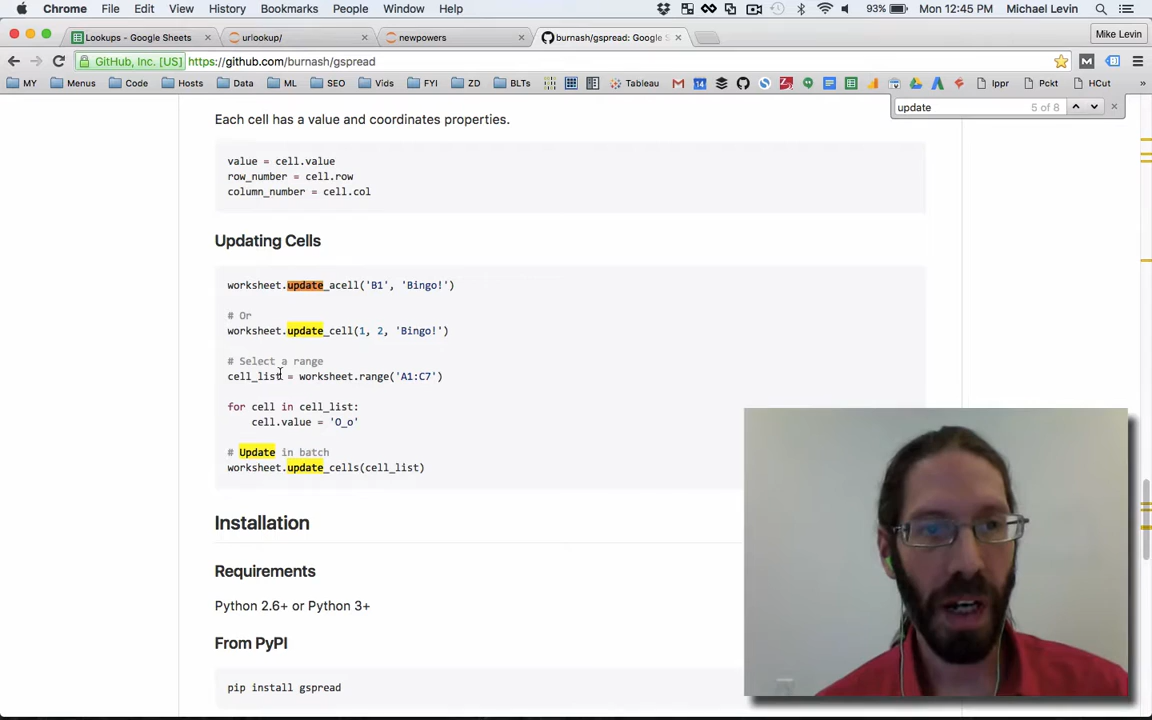 Chrome File Edit View History Bookmarks People Window Help 93% Mon 12:45 PM Michael Levin
Lookups - Google Sheets × urlookup/ × newpowers × burnash/gspread: Google S × Mike Levin
GitHub, Inc. [US] https://github.com/burnash/gspread
MY Menus Code Hosts Data ML SEO Vids FYI ZD BLTs Tableau 14 Ippr Pckt HCut »
update 5 of 8
Each cell has a value and coordinates properties.
value = cell.value
row_number = cell.row
column_number = cell.col
Updating Cells
worksheet.update_acell('B1', 'Bingo!')
# Or
worksheet.update_cell(1, 2, 'Bingo!')
# Select a range
cell_list = worksheet.range('A1:C7')
for cell in cell_list:
cell.value = 'O_o'
# Update in batch
worksheet.update_cells(cell_list)
Installation
Requirements
Python 2.6+ or Python 3+
From PyPI
pip install gspread